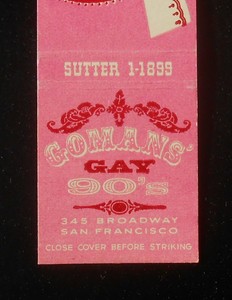 SUTTER 1-1899
GOMANS'
GAY
90's
345 BROADWAY
SAN FRANCISCO
CLOSE COVER BEFORE STRIKING